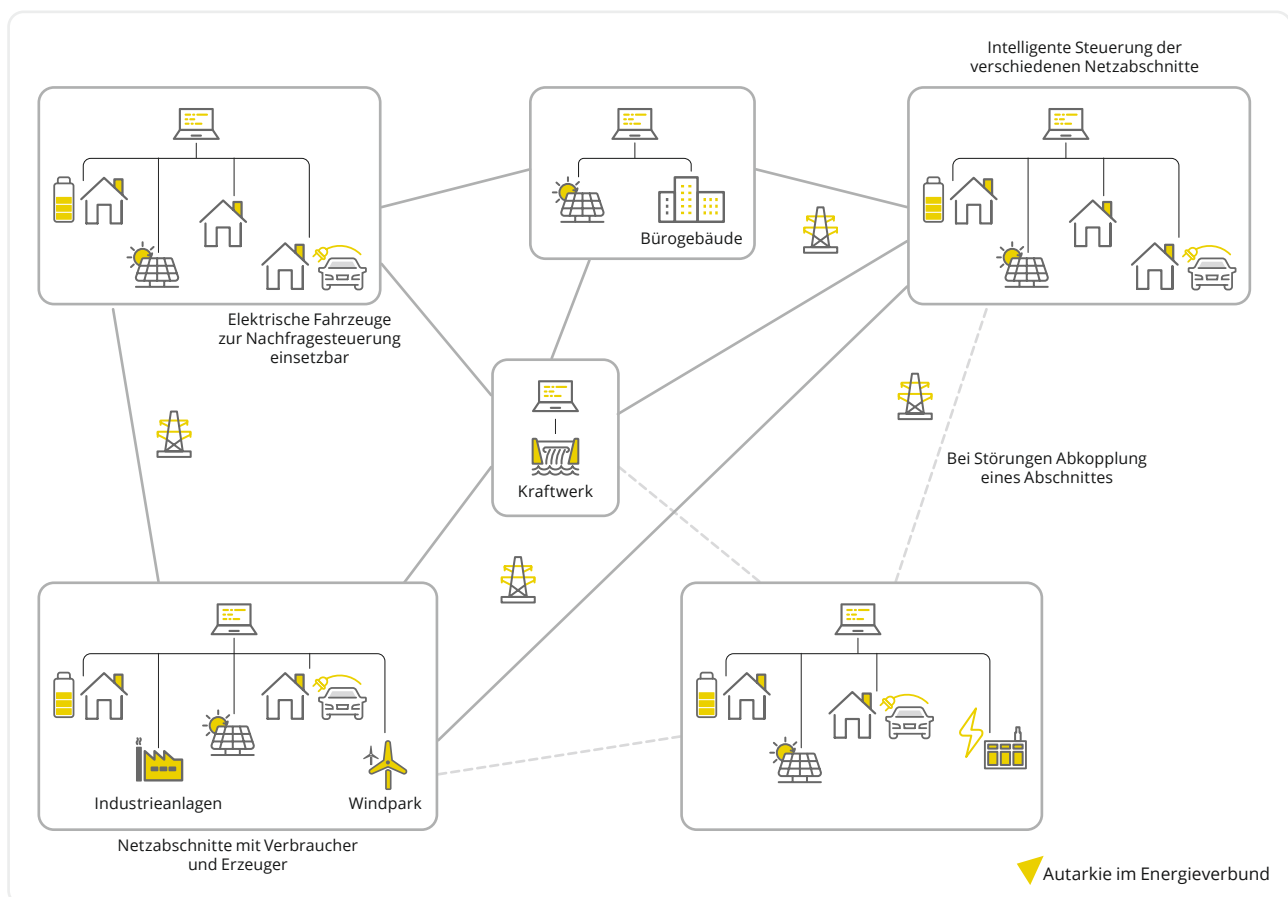 Intelligente Steuerung der
verschiedenen Netzabschnitte
Bürogebäude
Elektrische Fahrzeuge
zur Nachfragesteuerung
einsetzbar
Kraftwerk
Bei Störungen Abkopplung
eines Abschnittes
Industrieanlagen
Windpark
Netzabschnitte mit Verbraucher
und Erzeuger
Autarkie im Energieverbund